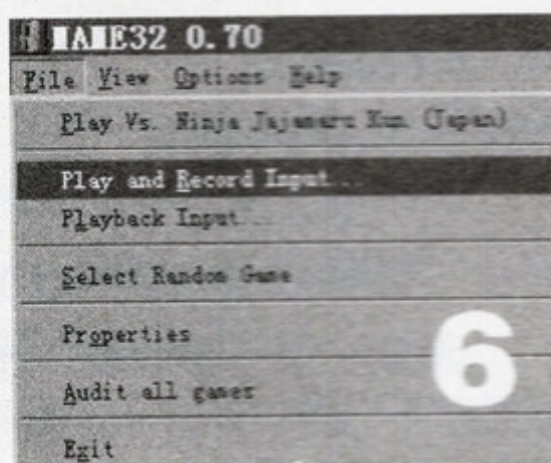 MAME32 0.70
File View Options Help
Play Vs. Ninja Jajamaru Kun (Japan)
Play and Record Input...
Playback Input...
Select Random Game
Properties
Audit all games
Exit
6